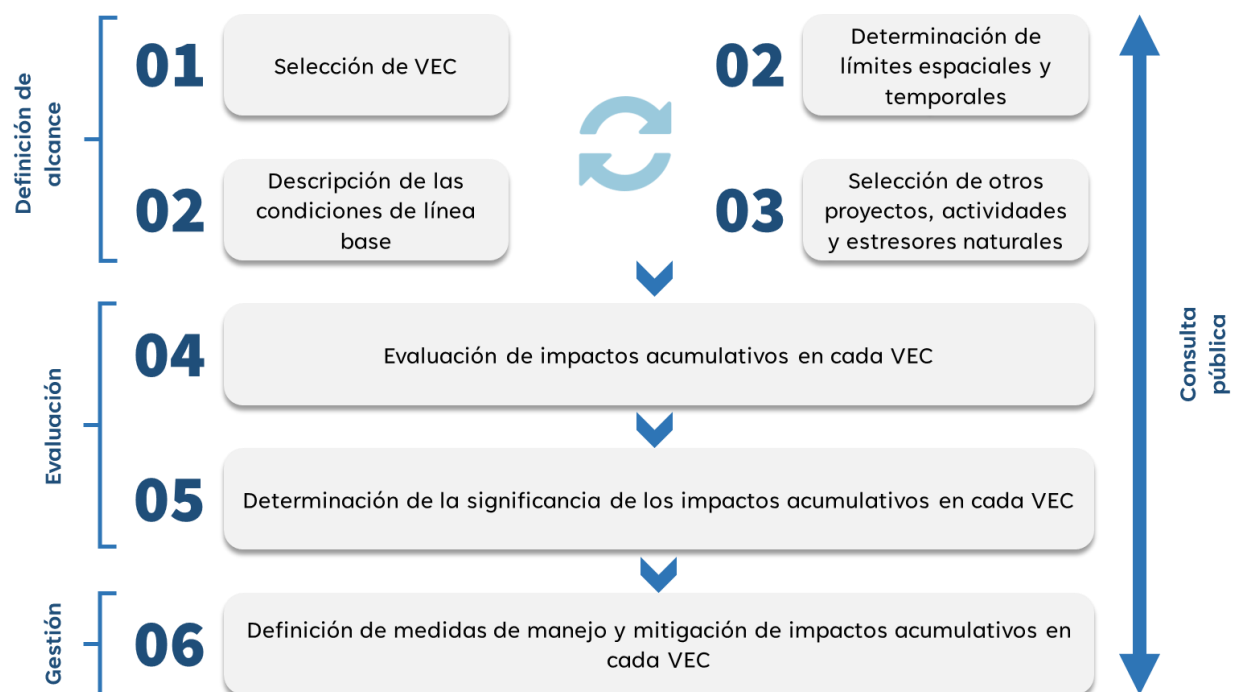 Definición de
alcance
01
Selección de VEC
02
Determinación de
límites espaciales y
temporales
02
Descripción de las
condiciones de línea
base
03
Selección de otros
proyectos, actividades
y estresores naturales
Evaluación
04
Evaluación de impactos acumulativos en cada VEC
05
Determinación de la significancia de los impactos acumulativos en cada VEC
Gestión
06
Definición de medidas de manejo y mitigación de impactos acumulativos en
cada VEC
Consulta
pública